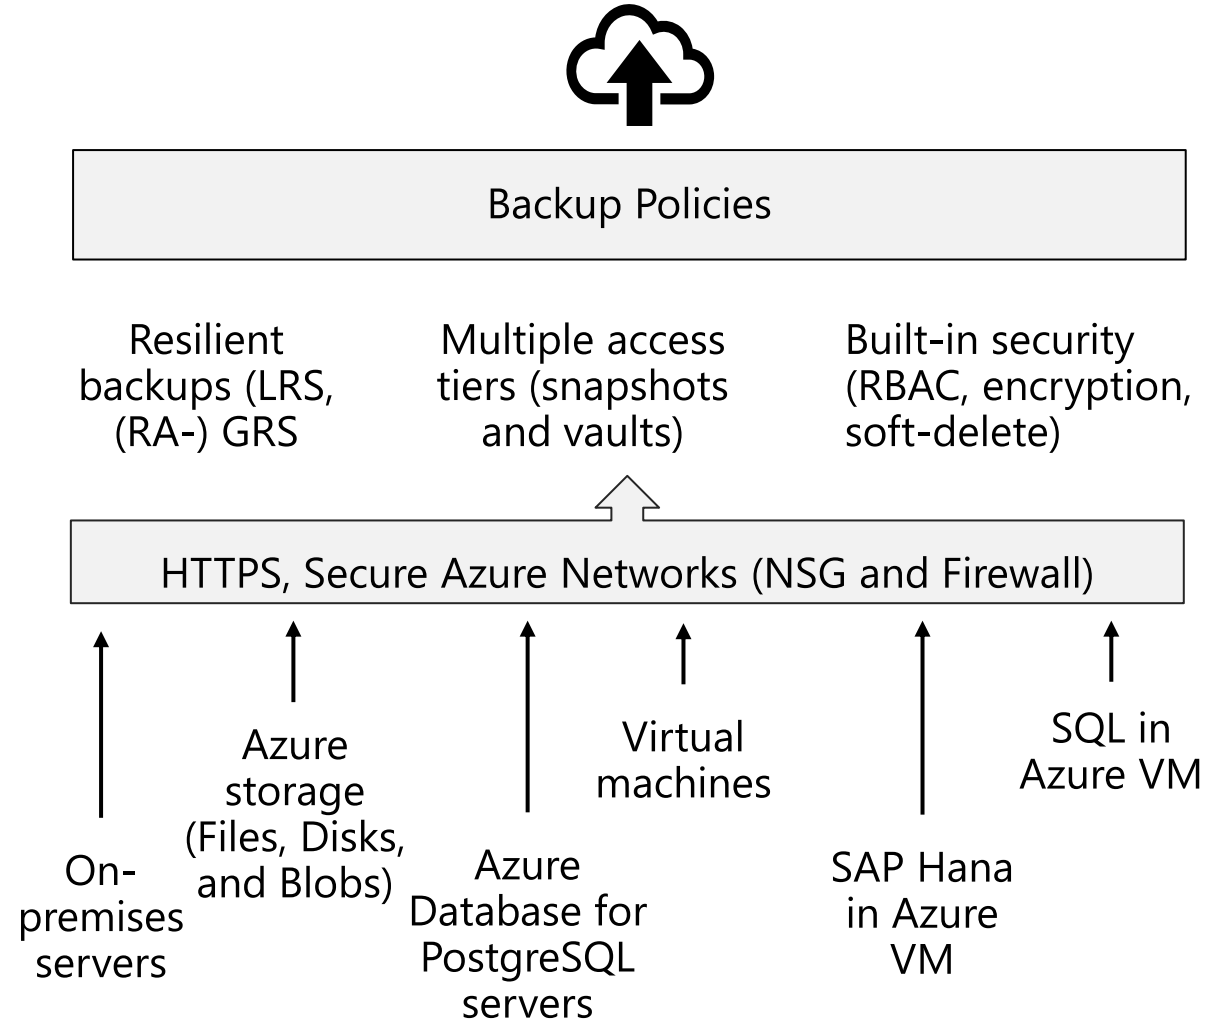 Backup Policies
Resilient
backups (LRS,
(RA-) GRS
Multiple access
tiers (snapshots
and vaults)
Built-in security
(RBAC, encryption,
soft-delete)
HTTPS, Secure Azure Networks (NSG and Firewall)
On-
premises
servers
Azure
storage
(Files, Disks,
and Blobs)
Azure
Database for
PostgreSQL
servers
Virtual
machines
SAP Hana
in Azure
VM
SQL in
Azure VM